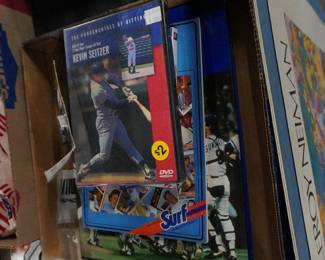 THE FUNDAMENTALS OF HITTING
KEVIN SEITZER
$2
DVD
Surf
LEROY NEIMAN